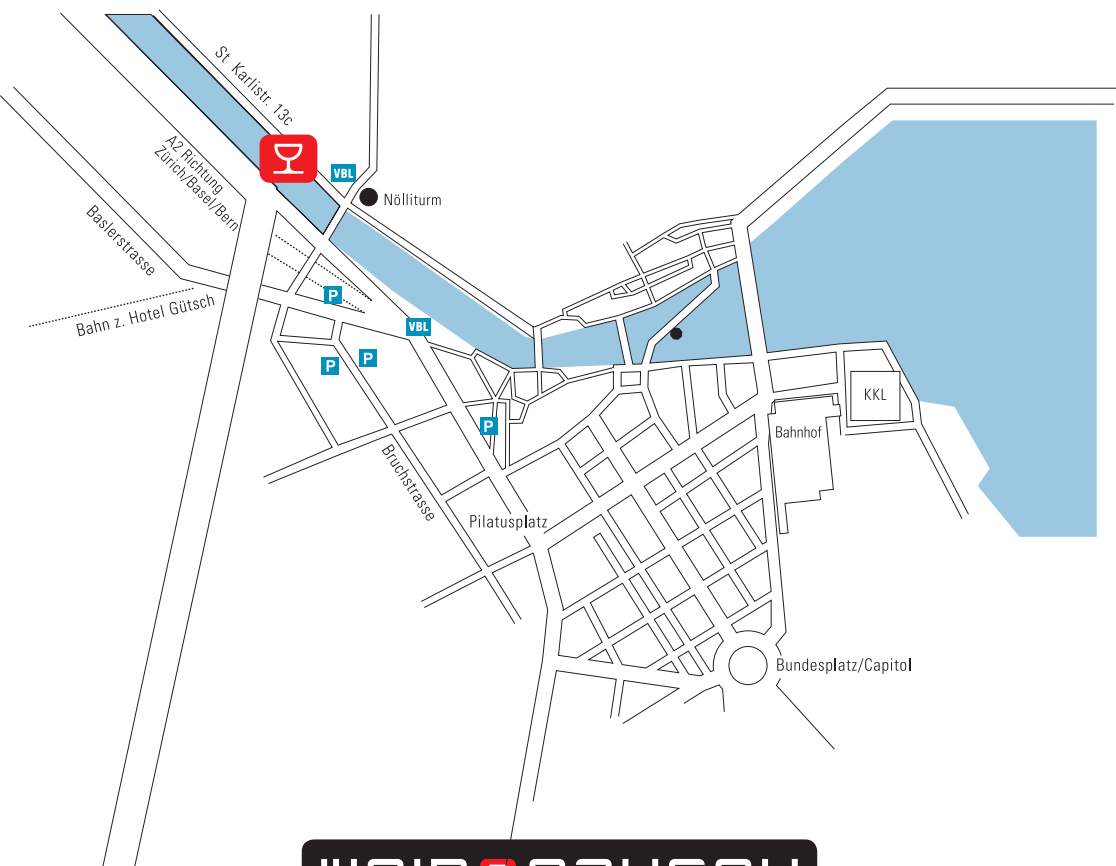 St. Karlistr. 13c
A2 Richtung
Zürich/Basel/Bern
VBL
Nölliturm
Baslerstrasse
Bahn z. Hotel Gütsch
P
VBL
P
P
P
KKL
Bahnhof
Bruchstrasse
Pilatusplatz
Bundesplatz/Capitol